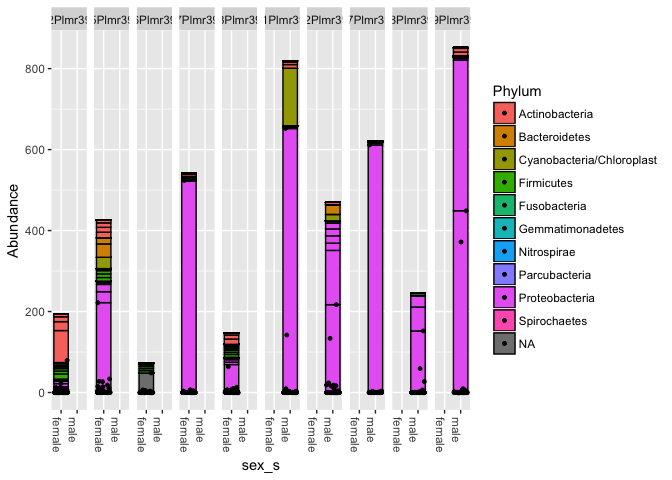 Abundance
800
600
400
200
0
female
male
female
male
female
male
female
male
female
male
female
male
female
male
female
male
female
male
female
male
sex_s
Phylum
Actinobacteria
Bacteroidetes
Cyanobacteria/Chloroplast
Firmicutes
Fusobacteria
Gemmatimonadetes
Nitrospirae
Parcubacteria
Proteobacteria
Spirochaetes
NA